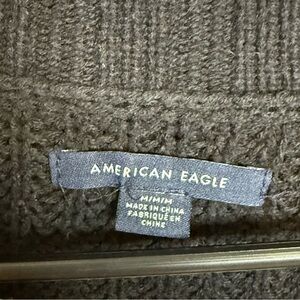 AMERICAN EAGLE
M/M/M
MADE IN CHINA
FABRIQUÉ EN
CHINE